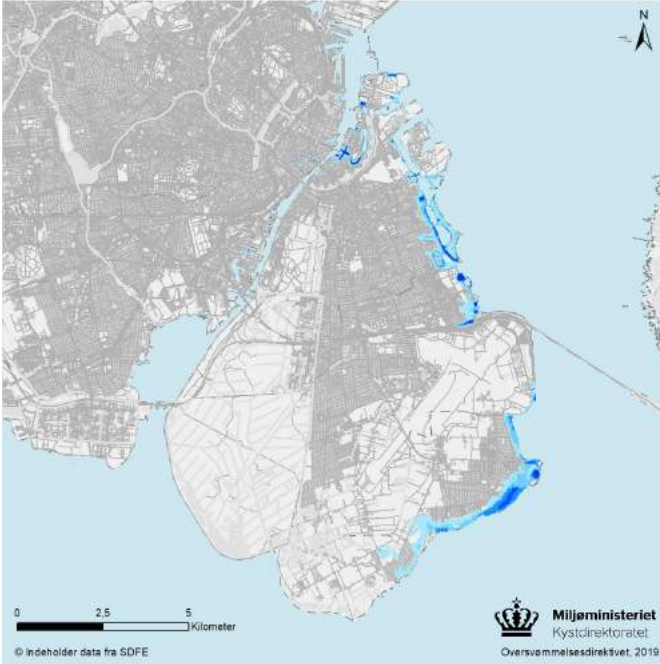 N
0 2,5 5
Kilometer
© Indeholder data fra SDFE
Miljøministeriet
Kystdirektoratet
Oversvømmelsesdirektivet, 2019